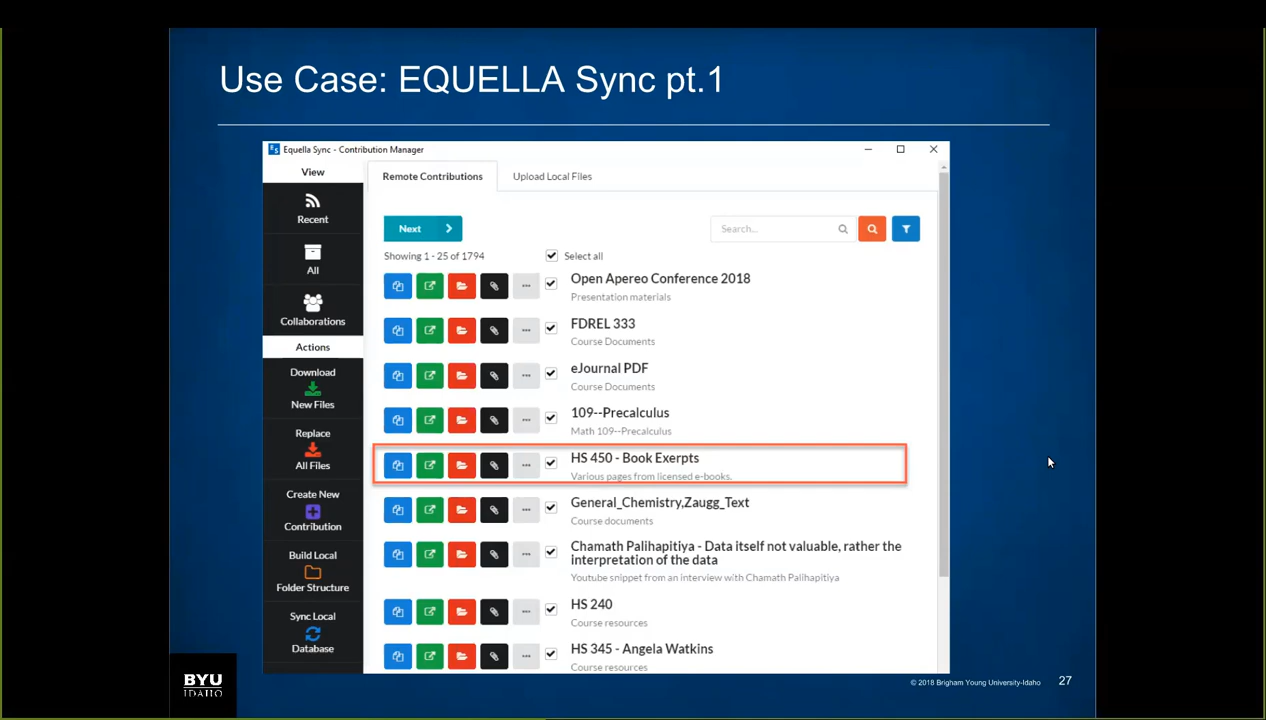 Use Case: EQUELLA Sync pt.1
Equella Sync - Contribution Manager
View
Remote Contributions
Upload Local Files
Recent
All
Collaborations
Actions
Download
New Files
Replace
All Files
Create New
Contribution
Build Local
Folder Structure
Sync Local
Database
Next
Search...
Showing 1 - 25 of 1794
Select all
Open Apereo Conference 2018
Presentation materials
FDREL 333
Course Documents
eJournal PDF
Course Documents
109--Precalculus
Math 109--Precalculus
HS 450 - Book Exerpts
Various pages from licensed e-books.
General_Chemistry,Zaugg_Text
Course documents
Chamath Palihapitiya - Data itself not valuable, rather the
interpretation of the data
Youtube snippet from an interview with Chamath Palihapitiya
HS 240
Course resources
HS 345 - Angela Watkins
Course resources
BYU
IDAHO
© 2018 Brigham Young University-Idaho
27